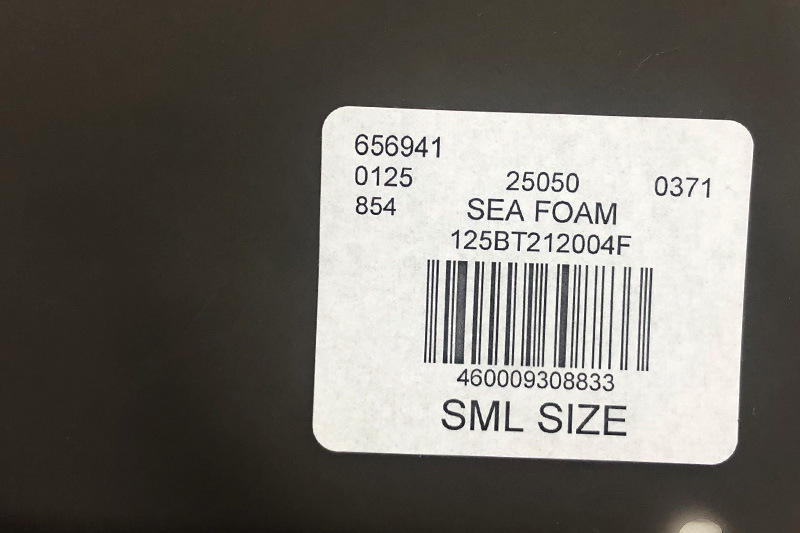 656941
0125 25050 0371
854 SEA FOAM
125BT212004F
460009308833
SML SIZE